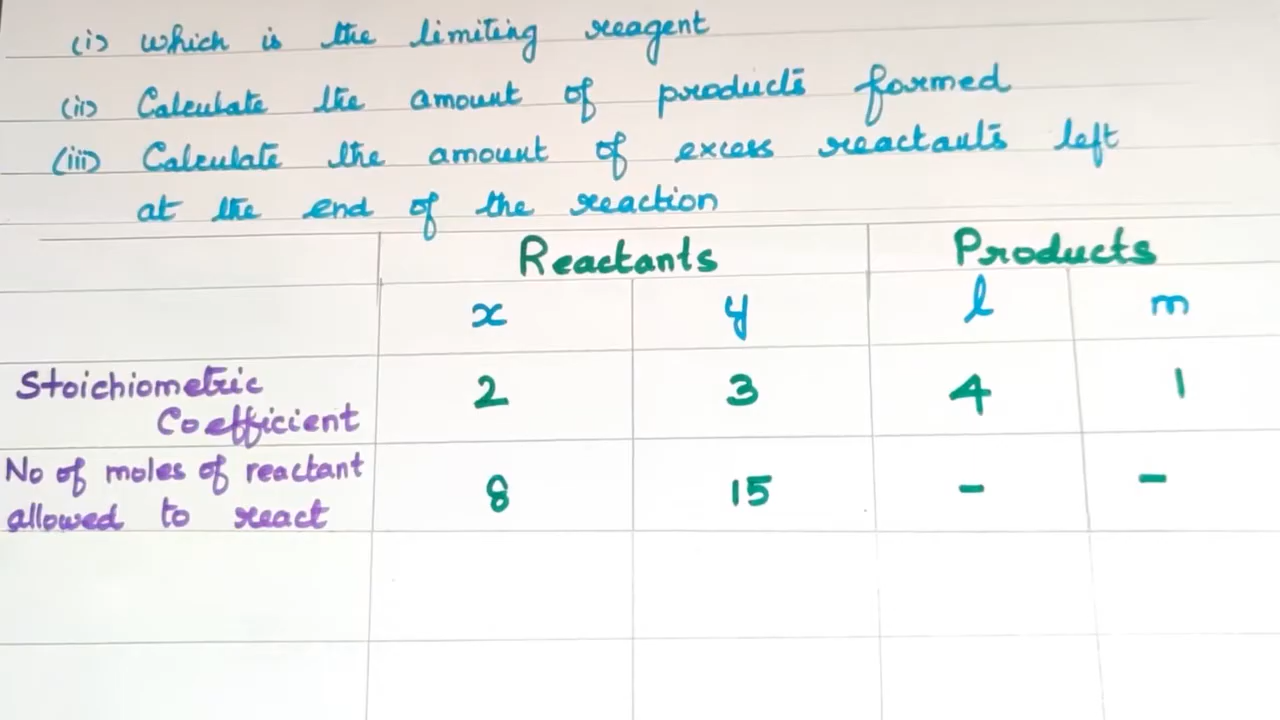 (i) which is the limiting reagent
(ii) Calculate the amount of products formed
(iii) Calculate the amount of excess reactants left
at the end of the reaction
Reactants Products
x y l m
Stoichiometric
Coefficient 2 3 4 1
No of moles of reactant
allowed to react 8 15 - -